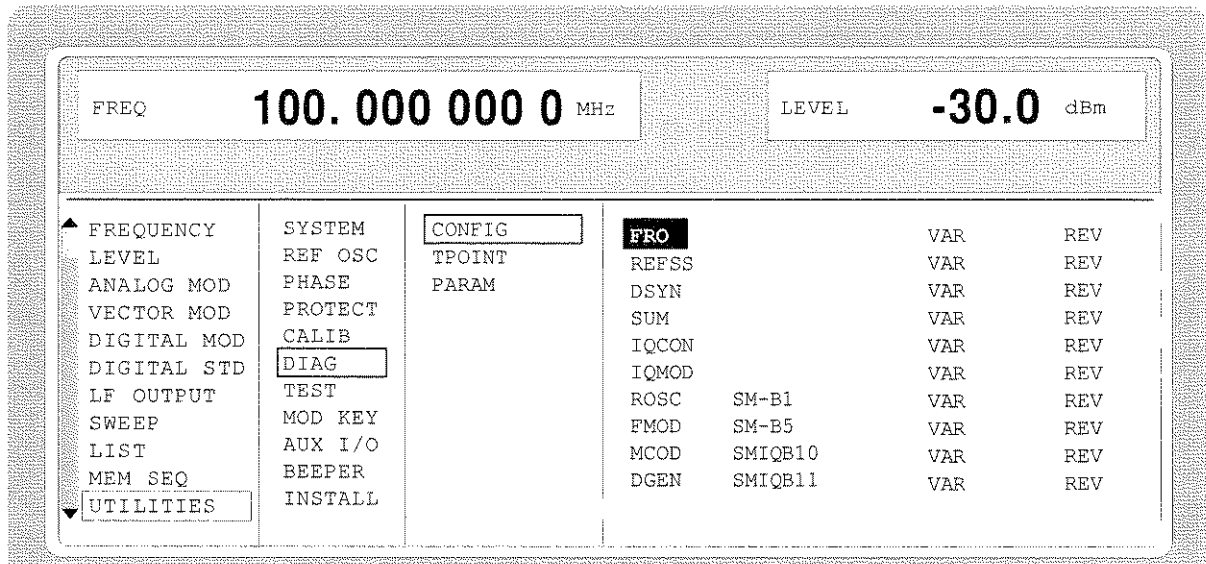 FREQ 100. 000 000 0 MHz LEVEL -30.0 dBm
FREQUENCY SYSTEM CONFIG FRO VAR REV
LEVEL REF OSC TPOINT REFSS VAR REV
ANALOG MOD PHASE PARAM DSYN VAR REV
VECTOR MOD PROTECT SUM VAR REV
DIGITAL MOD CALIB IQCON VAR REV
DIGITAL STD DIAG IQMOD VAR REV
LF OUTPUT TEST ROSC SM-B1 VAR REV
SWEEP MOD KEY FMOD SM-B5 VAR REV
LIST AUX I/O MCOD SMIQB10 VAR REV
MEM SEQ BEEPER DGEN SMIQB11 VAR REV
UTILITIES INSTALL